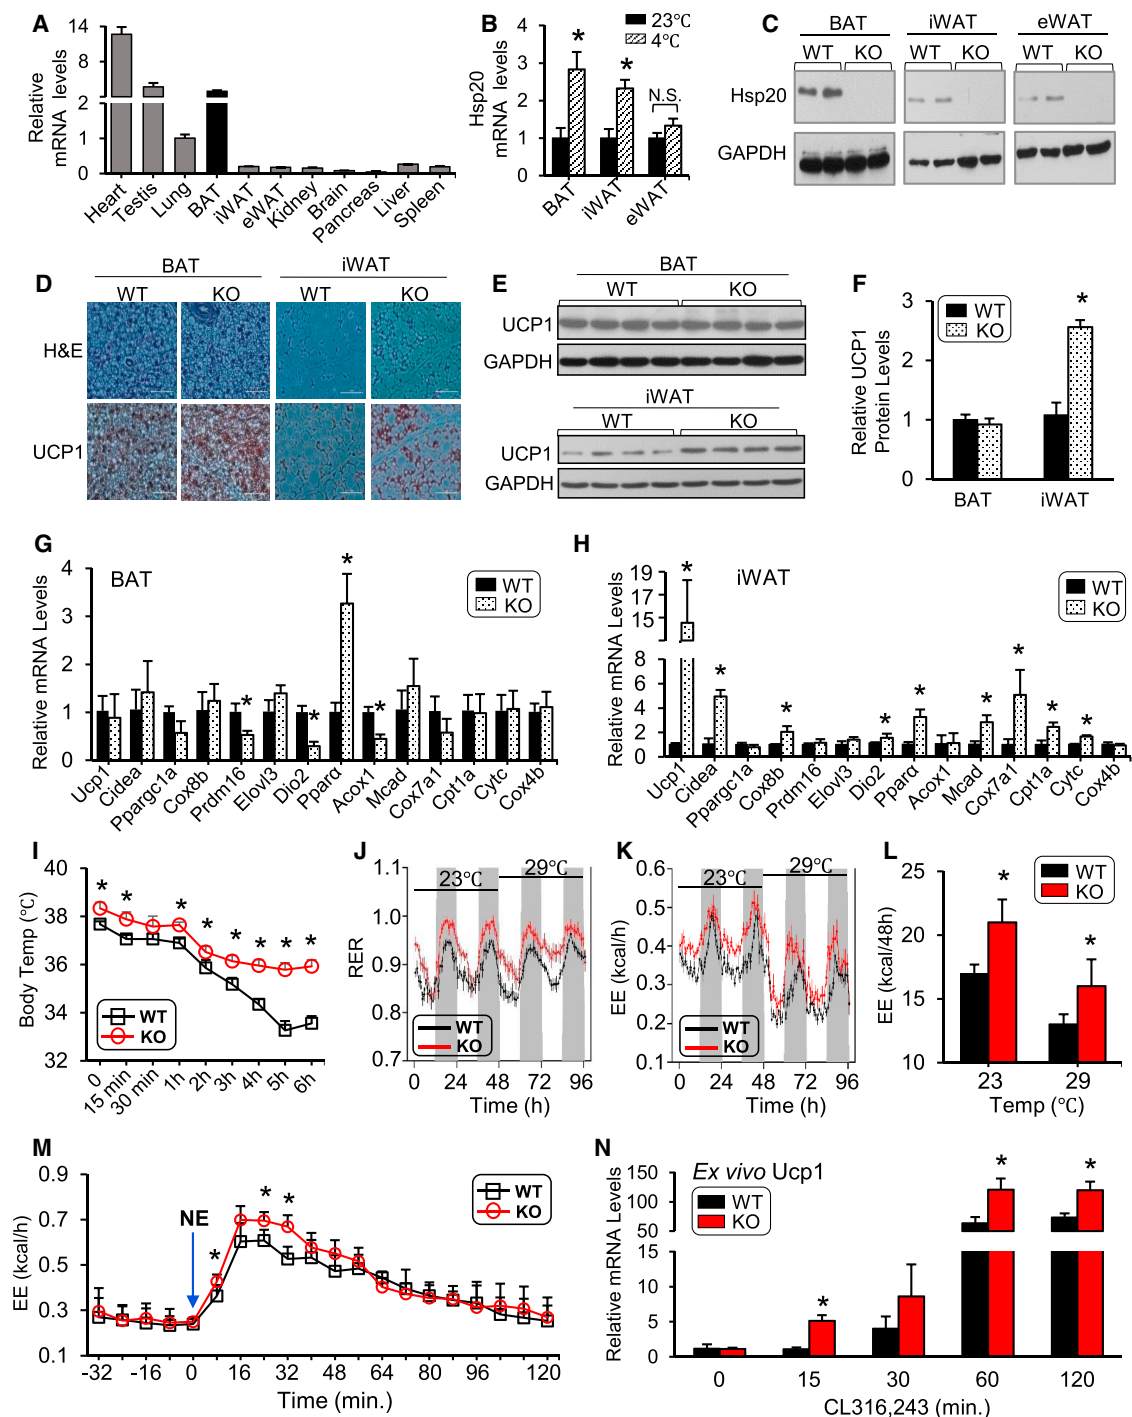 A
Relative
mRNA levels
14
8
2
1
0
Heart
Testis
Lung
BAT
iWAT
eWAT
Kidney
Brain
Pancreas
Liver
Spleen
B
23℃
4℃
Hsp20
mRNA levels
4
3
2
1
0
*
*
N.S.
BAT
iWAT
eWAT
C
BAT
iWAT
eWAT
WT KO WT KO WT KO
Hsp20
GAPDH
D
BAT
iWAT
WT KO WT KO
H&E
UCP1
E
BAT
WT KO
UCP1
GAPDH
iWAT
WT KO
UCP1
GAPDH
F
Relative UCP1
Protein Levels
3
2
1
0
WT
KO
*
BAT
iWAT
G
Relative mRNA Levels
4
3
2
1
0
BAT
WT
KO
*
*
*
*
Ucp1
Cidea
Ppargc1a
Cox8b
Prdm16
Elovl3
Dio2
Pparα
Acox1
Mcad
Cox7a1
Cpt1a
Cytc
Cox4b
H
Relative mRNA Levels
19
17
15
13
8
6
4
2
0
iWAT
WT
KO
*
*
*
*
*
*
*
*
*
Ucp1
Cidea
Ppargc1a
Cox8b
Prdm16
Elovl3
Dio2
Pparα
Acox1
Mcad
Cox7a1
Cpt1a
Cytc
Cox4b
I
Body Temp (℃)
40
38
36
34
32
* * * * * * * *
WT
KO
0
15 min
30 min
1h
2h
3h
4h
5h
6h
J
RER
1.1
1.0
0.9
0.8
0.7
23℃
29℃
WT
KO
0 24 48 72 96
Time (h)
K
EE (kcal/h)
0.6
0.5
0.4
0.3
0.2
0.1
23℃
29℃
WT
KO
0 24 48 72 96
Time (h)
L
EE (kcal/48h)
25
22
19
16
13
10
WT
KO
*
*
23 29
Temp (℃)
M
EE (kcal/h)
0.9
0.7
0.5
0.3
0.1
NE
*
*
*
WT
KO
-32 -16 0 16 32 48 64 80 96 120
Time (min.)
N
Ex vivo Ucp1
Relative mRNA Levels
150
100
50
15
10
5
0
WT
KO
*
*
*
0 15 30 60 120
CL316,243 (min.)